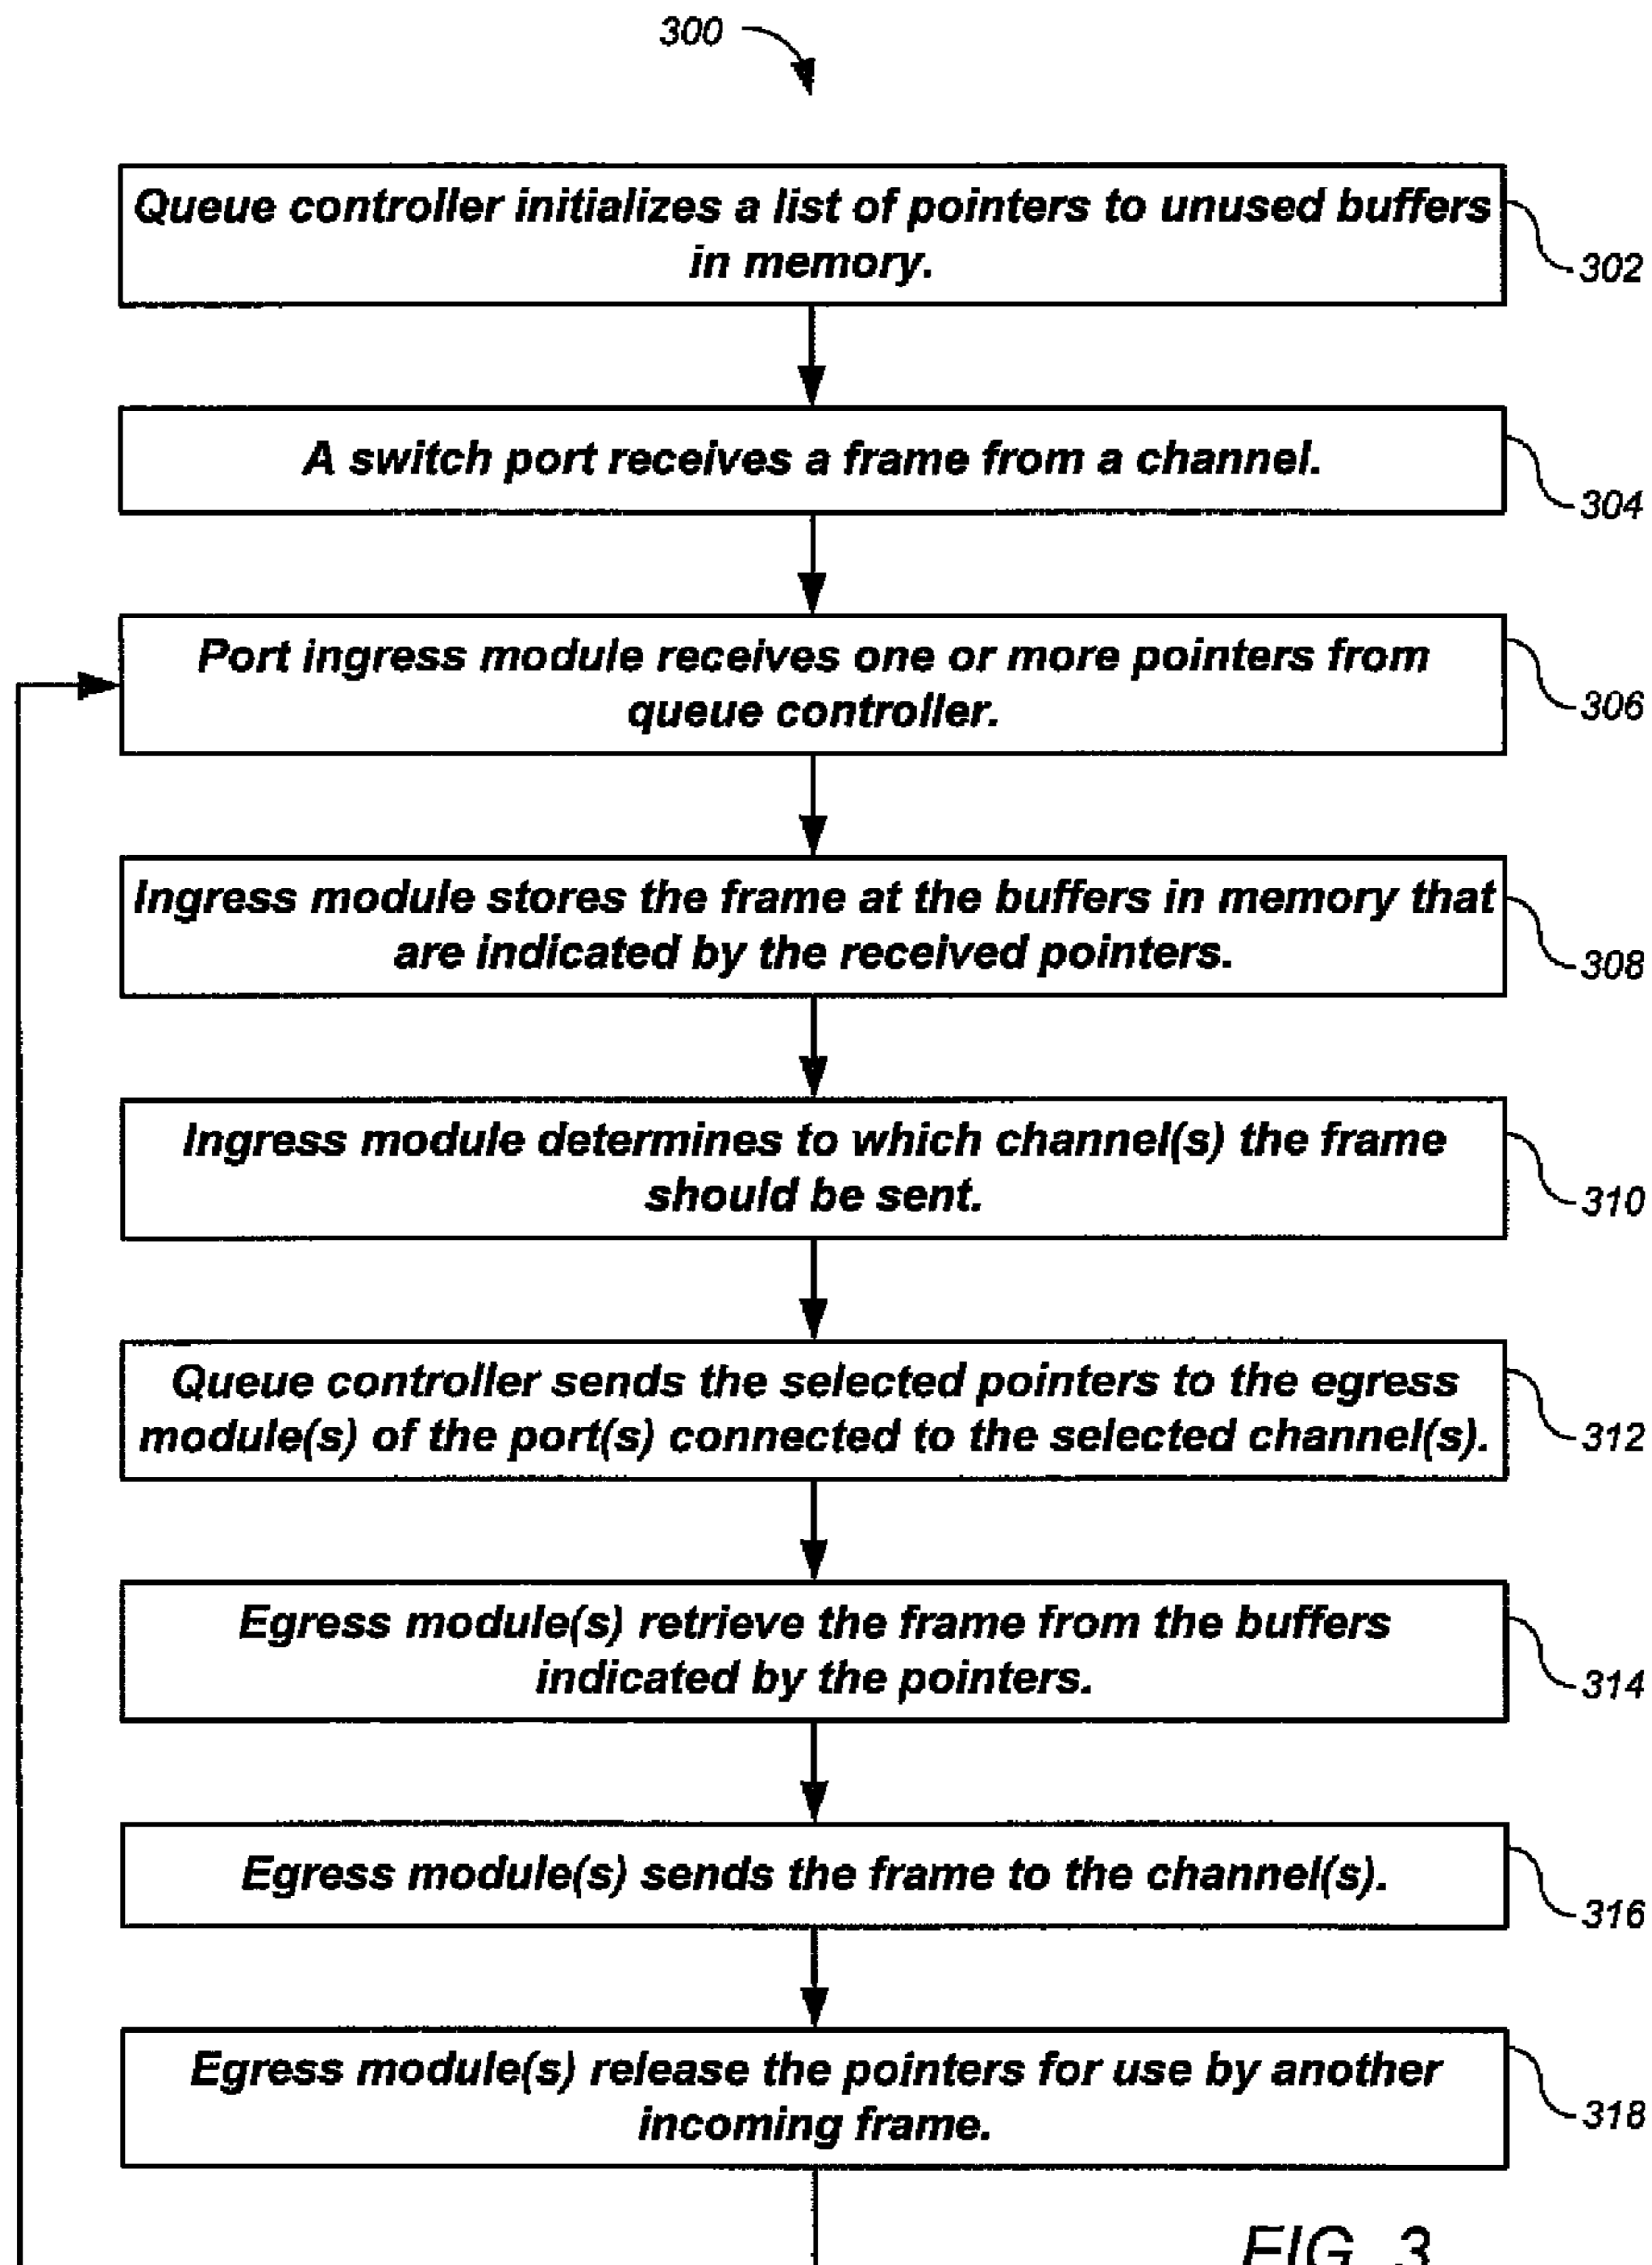 300
Queue controller initializes a list of pointers to unused buffers
in memory.
302
A switch port receives a frame from a channel.
304
Port ingress module receives one or more pointers from
queue controller.
306
Ingress module stores the frame at the buffers in memory that
are indicated by the received pointers.
308
Ingress module determines to which channel(s) the frame
should be sent.
310
Queue controller sends the selected pointers to the egress
module(s) of the port(s) connected to the selected channel(s).
312
Egress module(s) retrieve the frame from the buffers
indicated by the pointers.
314
Egress module(s) sends the frame to the channel(s).
316
Egress module(s) release the pointers for use by another
incoming frame.
318
FIG. 3